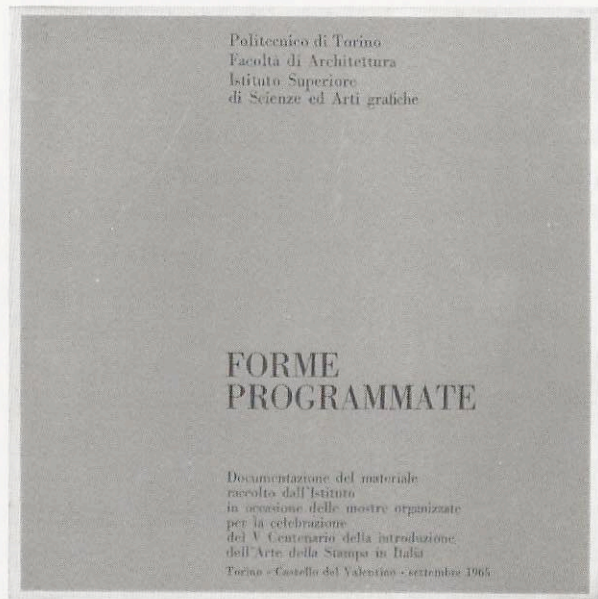 Politecnico di Torino
Facoltà di Architettura
Istituto Superiore
di Scienze ed Arti grafiche
FORME
PROGRAMMATE
Documentazione del materiale
raccolto dall'Istituto
in occasione delle mostre organizzate
per la celebrazione
del V Centenario della introduzione
dell'Arte della Stampa in Italia
Torino - Castello del Valentino - settembre 1965